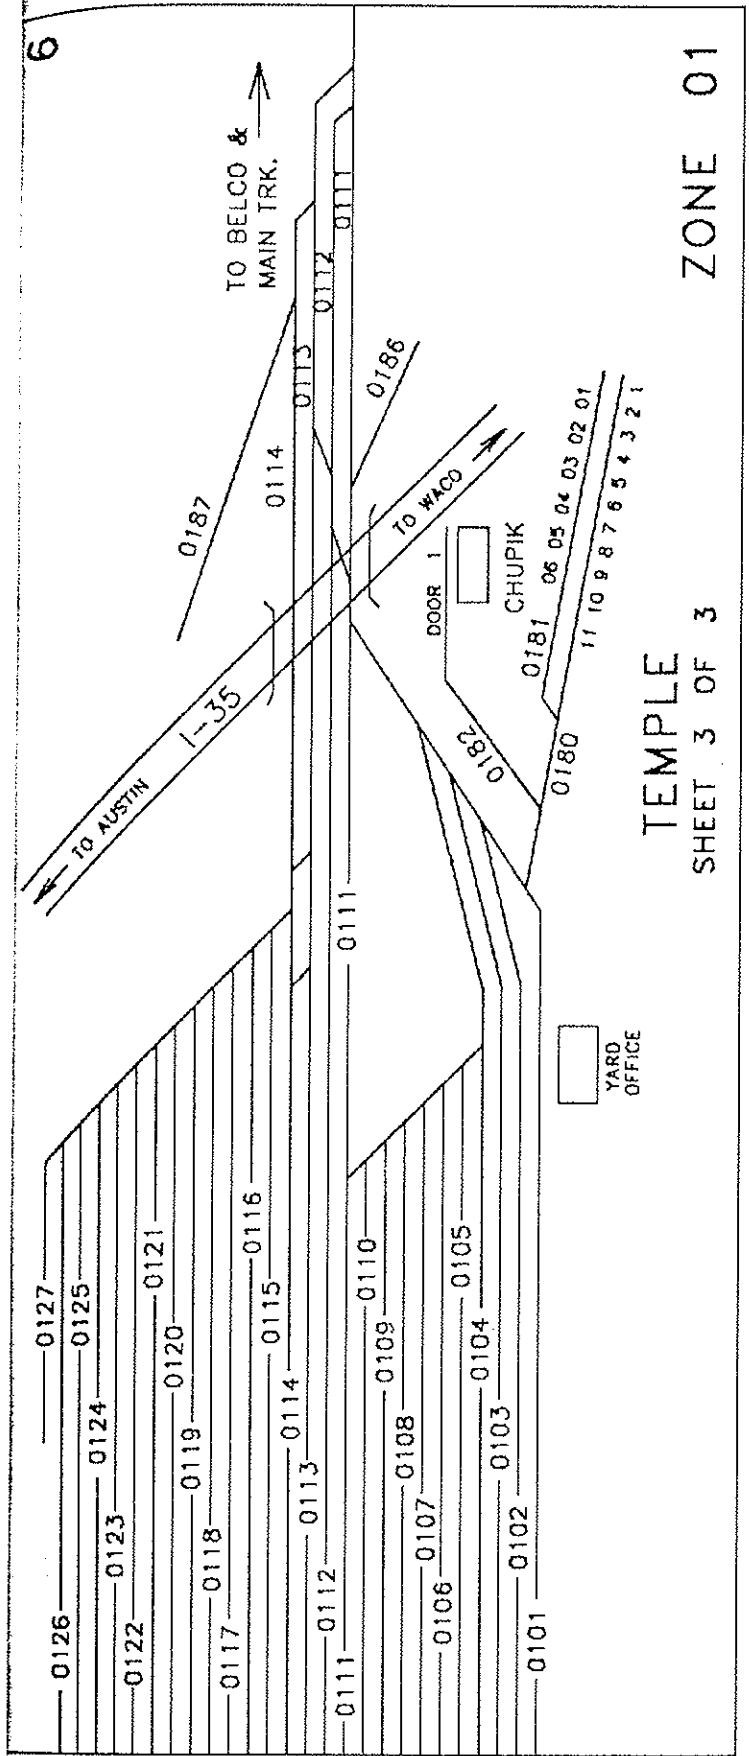 6
TO BELCO &
MAIN TRK.
0187
0114
0113
0112
0111
0186
TO AUSTIN
I-35
TO WACO
DOOR 1
CHUPIK
0182
0181
06 05 04 03 02 01
11 10 9 8 7 6 5 4 3 2 1
0180
0111
YARD
OFFICE
0127
0126
0125
0124
0123
0122
0121
0120
0119
0118
0117
0116
0115
0114
0113
0112
0111
0110
0109
0108
0107
0106
0105
0104
0103
0102
0101
TEMPLE
SHEET 3 OF 3
ZONE 01